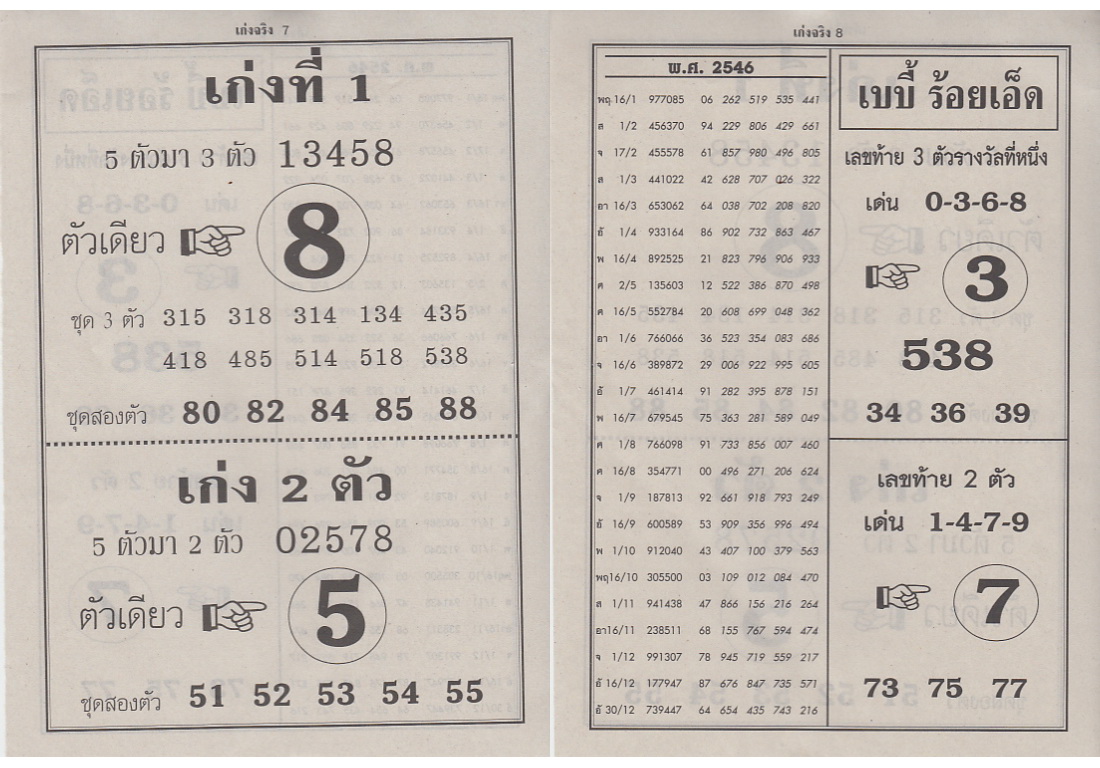 เก่งจริง 7
เก่งที่ 1
5 ตัวมา 3 ตัว 13458
ตัวเดียว 8
ชุด 3 ตัว 315 318 314 134 435
418 485 514 518 538
ชุดสองตัว 80 82 84 85 88
เก่ง 2 ตัว
5 ตัวมา 2 ตัว 02578
ตัวเดียว 5
ชุดสองตัว 51 52 53 54 55
เก่งจริง 8
พ.ศ. 2546
พฤ.16/1 977085 06 262 519 535 441
ส 1/2 456370 94 229 806 429 661
จ 17/2 455578 61 857 980 496 805
ส 1/3 441022 42 628 707 026 322
อา 16/3 653062 64 038 702 208 820
อั 1/4 933164 86 902 732 863 467
พ 16/4 892525 21 823 796 906 933
ศ 2/5 135603 12 522 386 870 498
ศ 16/5 552784 20 608 699 048 362
อา 1/6 766066 36 523 354 083 686
จ 16/6 389872 29 006 922 995 605
อั 1/7 461414 91 282 395 878 151
พ 16/7 679545 75 363 281 589 049
ศ 1/8 766098 91 733 856 007 460
ศ 16/8 354771 00 496 271 206 624
จ 1/9 187813 92 661 918 793 249
อั 16/9 600589 53 909 356 996 494
พ 1/10 912040 43 407 100 379 563
พฤ16/10 305500 03 109 012 084 470
ส 1/11 941438 47 866 156 216 264
อา16/11 238511 68 155 767 594 474
จ 1/12 991307 78 945 719 559 217
อั 16/12 177947 87 676 847 735 571
อั 30/12 739447 64 654 435 743 216
เบบี้ ร้อยเอ็ด
เลขท้าย 3 ตัวรางวัลที่หนึ่ง
เด่น 0-3-6-8
3
538
34 36 39
เลขท้าย 2 ตัว
เด่น 1-4-7-9
7
73 75 77